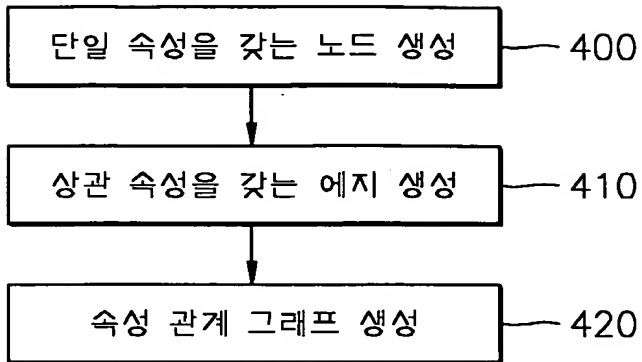 단일 속성을 갖는 노드 생성 400
상관 속성을 갖는 에지 생성 410
속성 관계 그래프 생성 420